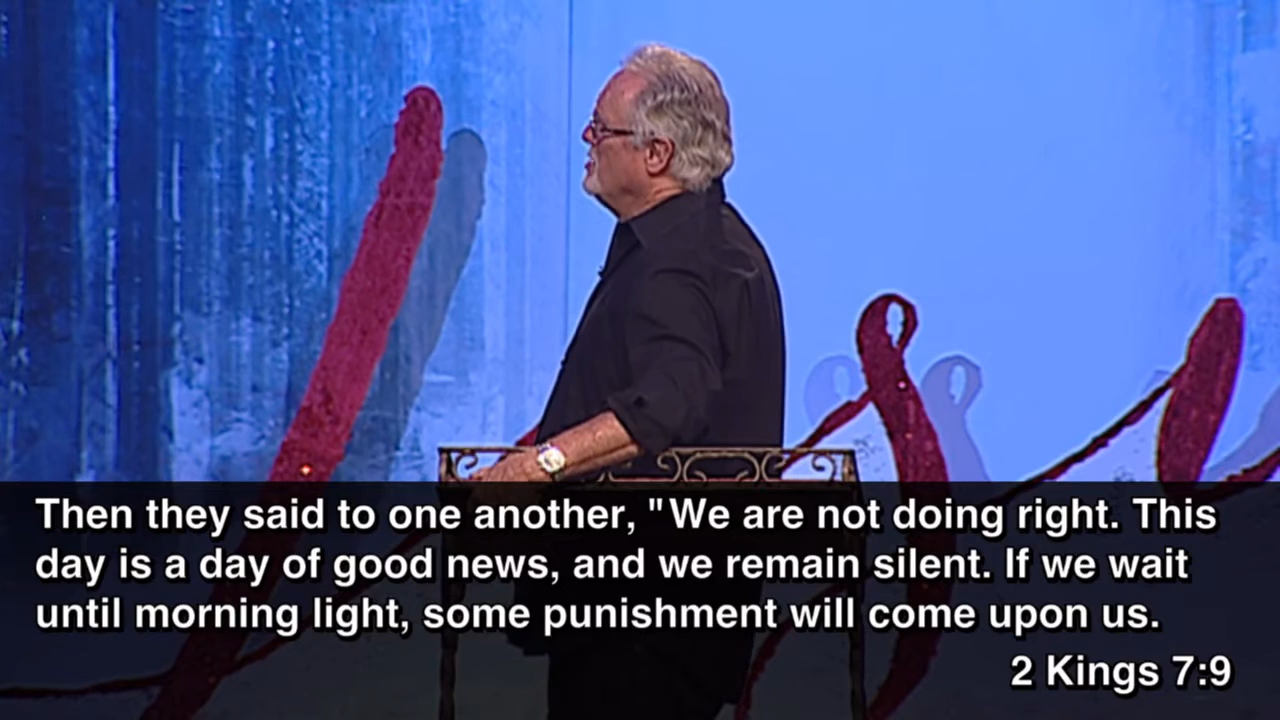 Then they said to one another, "We are not doing right. This
day is a day of good news, and we remain silent. If we wait
until morning light, some punishment will come upon us.
2 Kings 7:9